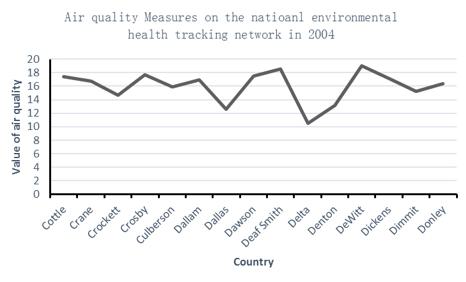 Air quality Measures on the natioanl environmental
health tracking network in 2004
Value of air quality
20
18
16
14
12
10
8
6
4
2
0
Cottle
Crane
Crockett
Crosby
Culberson
Dallam
Dallas
Dawson
Deaf Smith
Delta
Denton
DeWitt
Dickens
Dimmit
Donley
Country